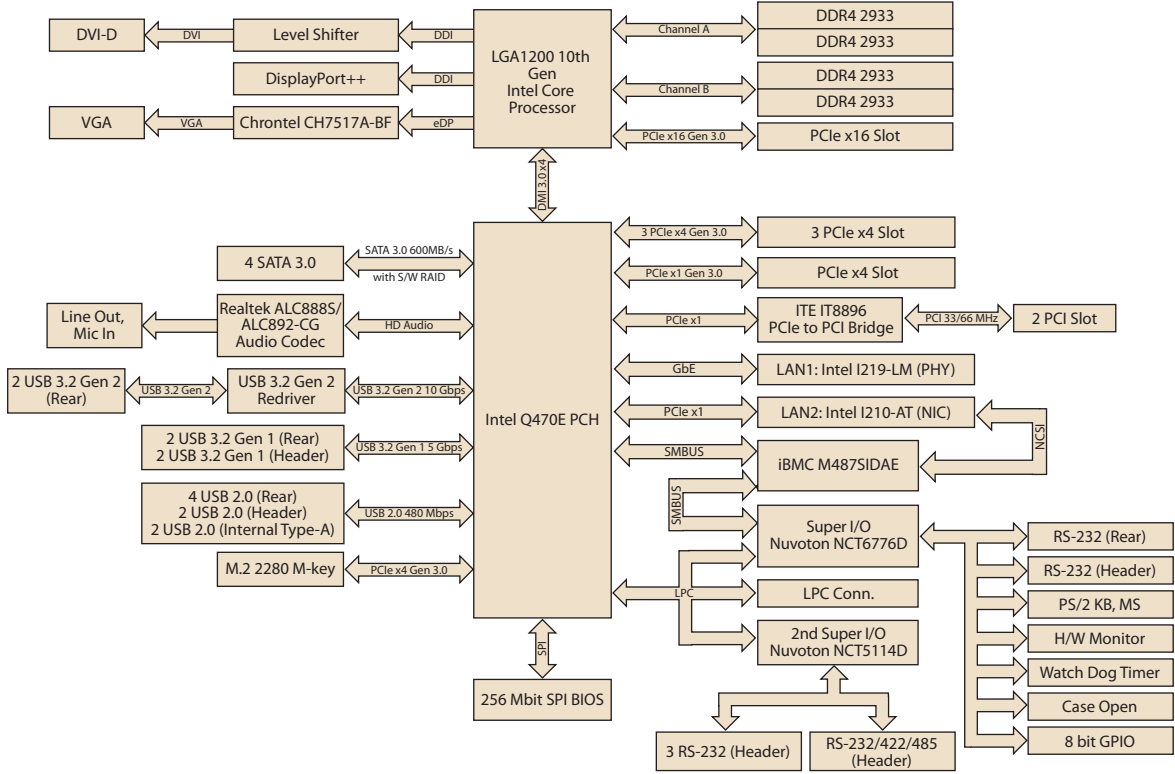 DVI-D
DVI
Level Shifter
DDI
LGA1200 10th
Gen
Intel Core
Processor
Channel A
DDR4 2933
DDR4 2933
DisplayPort++
DDI
Channel B
DDR4 2933
DDR4 2933
VGA
VGA
Chrontel CH7517A-BF
eDP
PCIe x16 Gen 3.0
PCIe x16 Slot
DMI 3.0 x4
Intel Q470E PCH
4 SATA 3.0
SATA 3.0 600MB/s
with S/W RAID
Line Out,
Mic In
Realtek ALC888S/
ALC892-CG
Audio Codec
HD Audio
2 USB 3.2 Gen 2
(Rear)
USB 3.2 Gen 2
USB 3.2 Gen 2
Redriver
USB 3.2 Gen 2 10 Gbps
2 USB 3.2 Gen 1 (Rear)
2 USB 3.2 Gen 1 (Header)
USB 3.2 Gen 1 5 Gbps
4 USB 2.0 (Rear)
2 USB 2.0 (Header)
2 USB 2.0 (Internal Type-A)
USB 2.0 480 Mbps
M.2 2280 M-key
PCIe x4 Gen 3.0
SPI
256 Mbit SPI BIOS
3 PCIe x4 Gen 3.0
3 PCIe x4 Slot
PCIe x1 Gen 3.0
PCIe x4 Slot
PCIe x1
ITE IT8896
PCIe to PCI Bridge
PCI 33/66 MHz
2 PCI Slot
GbE
LAN1: Intel I219-LM (PHY)
PCIe x1
LAN2: Intel I210-AT (NIC)
NCSI
SMBUS
iBMC M487SIDAE
SMBUS
Super I/O
Nuvoton NCT6776D
LPC
LPC Conn.
2nd Super I/O
Nuvoton NCT5114D
3 RS-232 (Header)
RS-232/422/485
(Header)
RS-232 (Rear)
RS-232 (Header)
PS/2 KB, MS
H/W Monitor
Watch Dog Timer
Case Open
8 bit GPIO